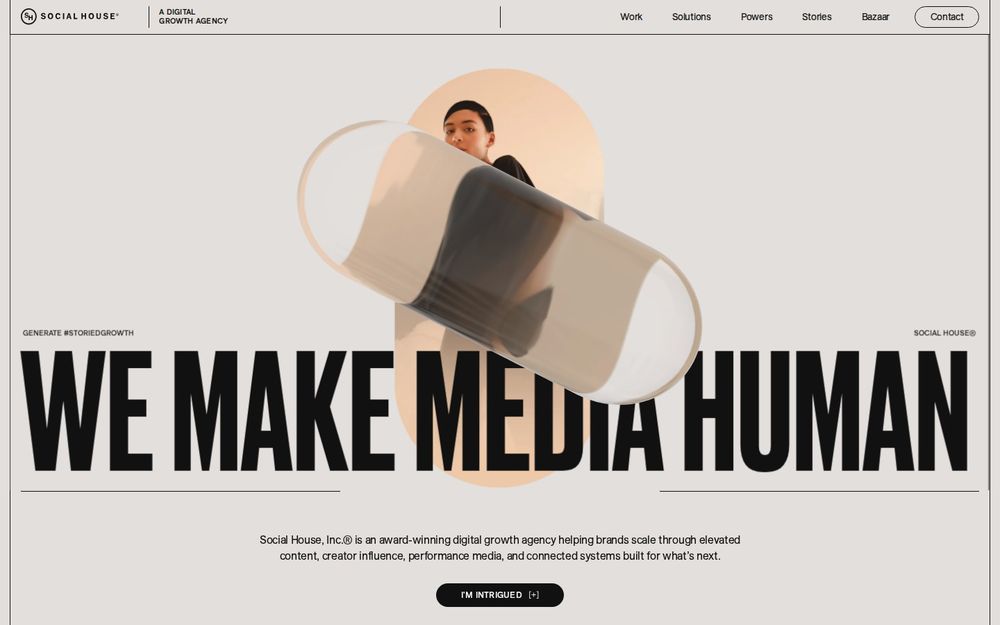 SH SOCIAL HOUSE®
A DIGITAL
GROWTH AGENCY
Work
Solutions
Powers
Stories
Bazaar
Contact
GENERATE #STORIEDGROWTH
SOCIAL HOUSE®
WE MAKE MEDIA HUMAN
Social House, Inc.® is an award-winning digital growth agency helping brands scale through elevated
content, creator influence, performance media, and connected systems built for what's next.
I'M INTRIGUED [+]